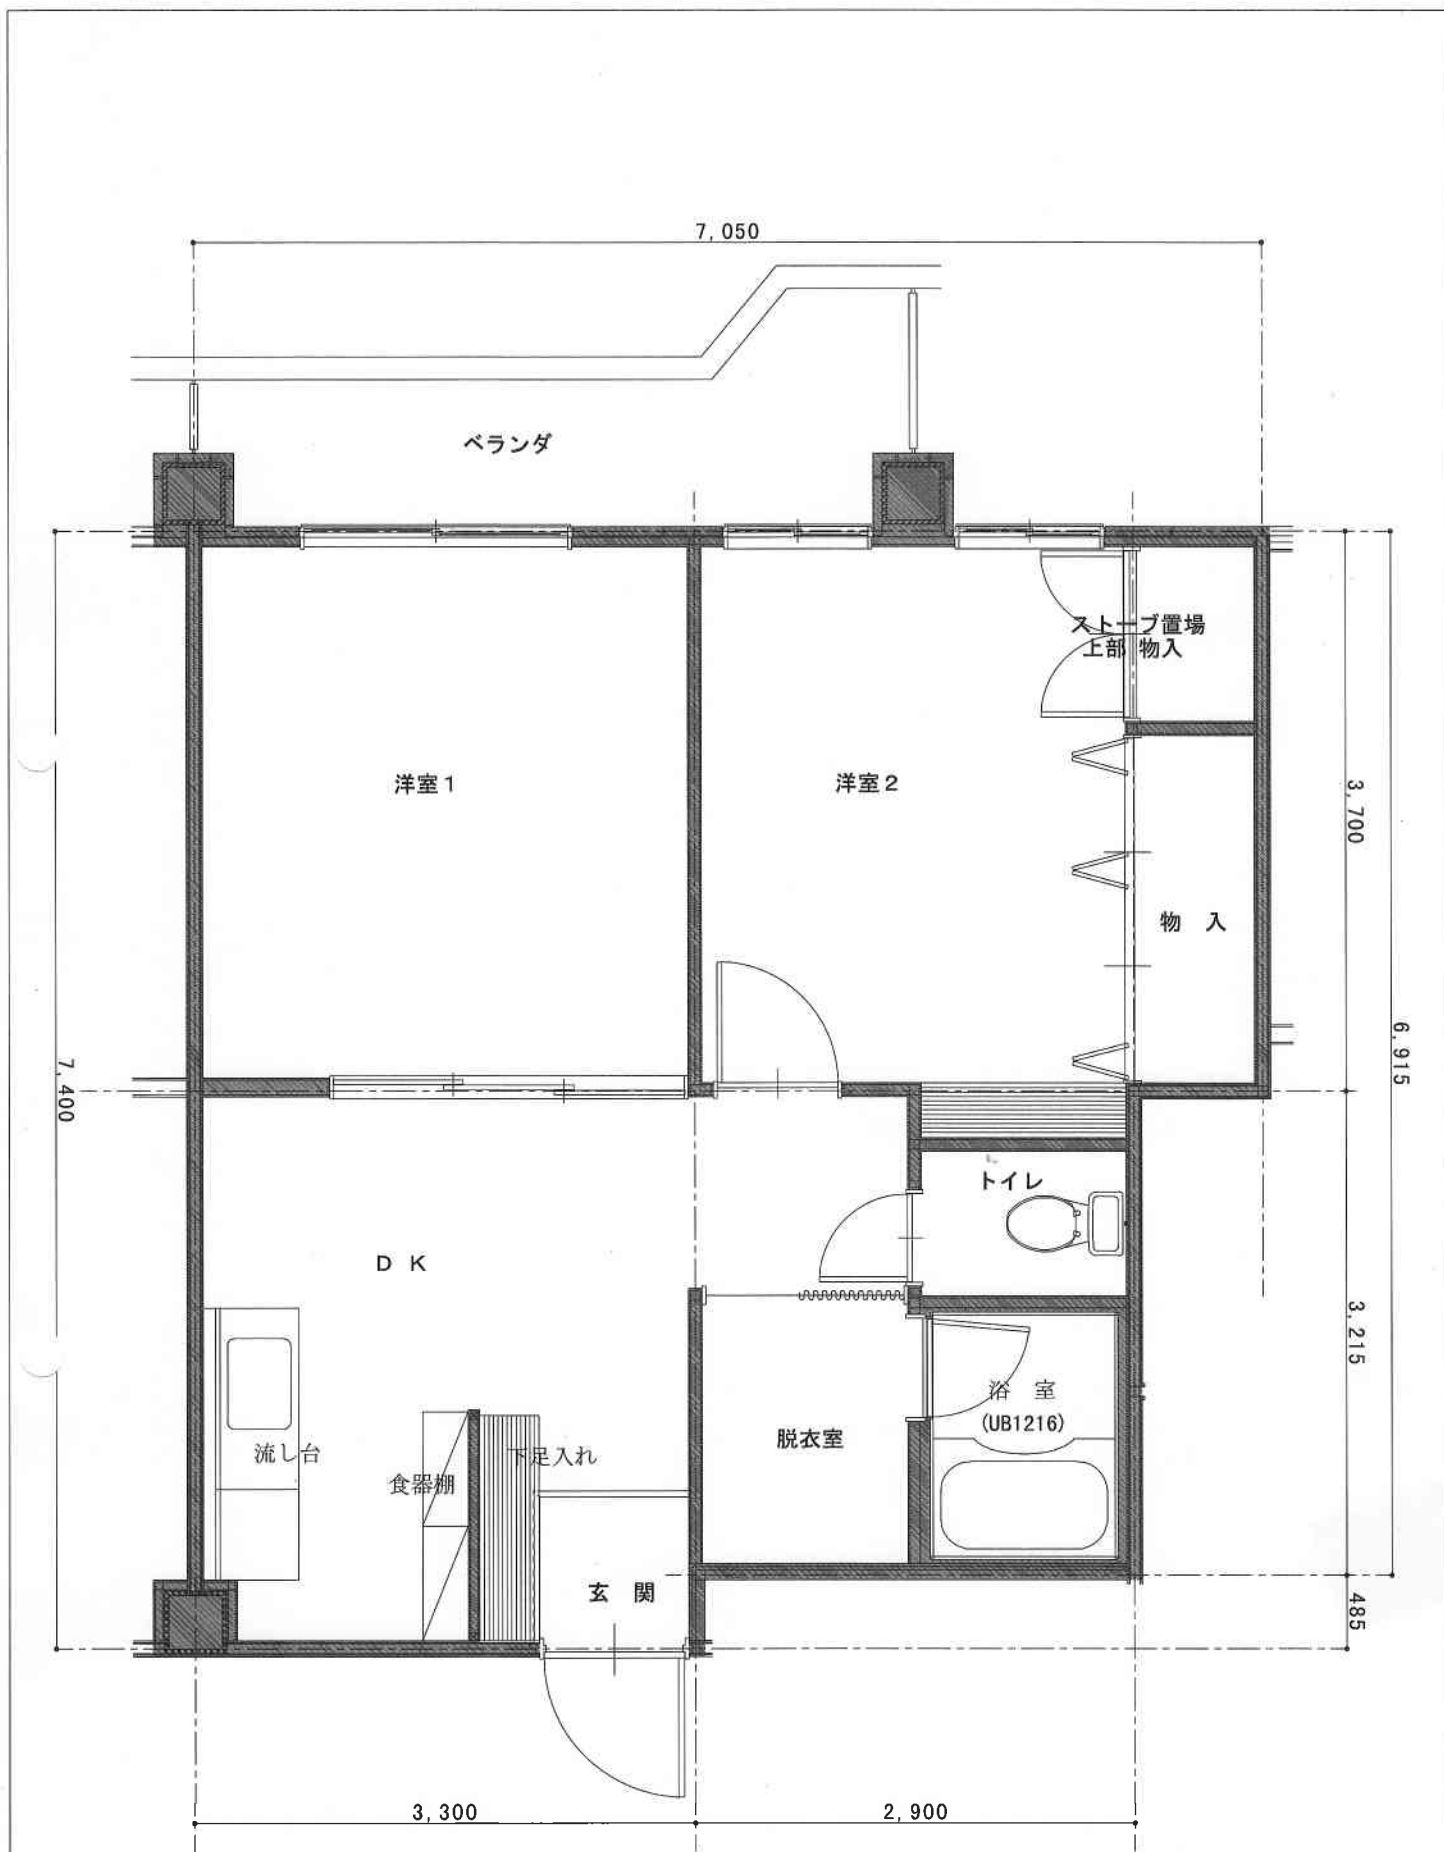 7,050
ベランダ
ストーブ置場
上部 物入
洋室1
洋室2
3,700
物 入
6,915
7,400
トイレ
DK
3,215
浴 室
(UB1216)
脱衣室
流し台
下足入れ
食器棚
玄 関
485
3,300
2,900